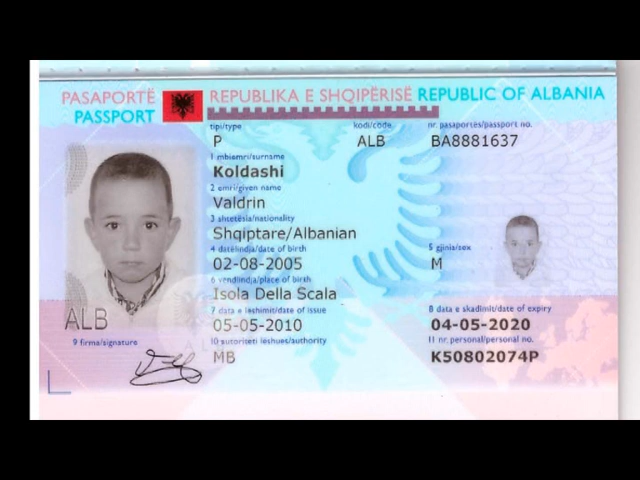 PASAPORTË REPUBLIKA E SHQIPËRISË REPUBLIC OF ALBANIA
PASSPORT
tipi/type kodi/code nr. pasaportës/passport no.
P ALB BA8881637
1 mbiemri/surname
Koldashi
2 emri/given name
Valdrin
3 shtetësia/nationality
Shqiptare/Albanian
4 datëlindja/date of birth 5 gjinia/sex
02-08-2005 M
6 vendlindja/place of birth
Isola Della Scala
7 data e lëshimit/date of issue 8 data e skadimit/date of expiry
ALB 05-05-2010 04-05-2020
9 firma/signature 10 autoriteti lëshues/authority 11 nr. personal/personal no.
MB K50802074P